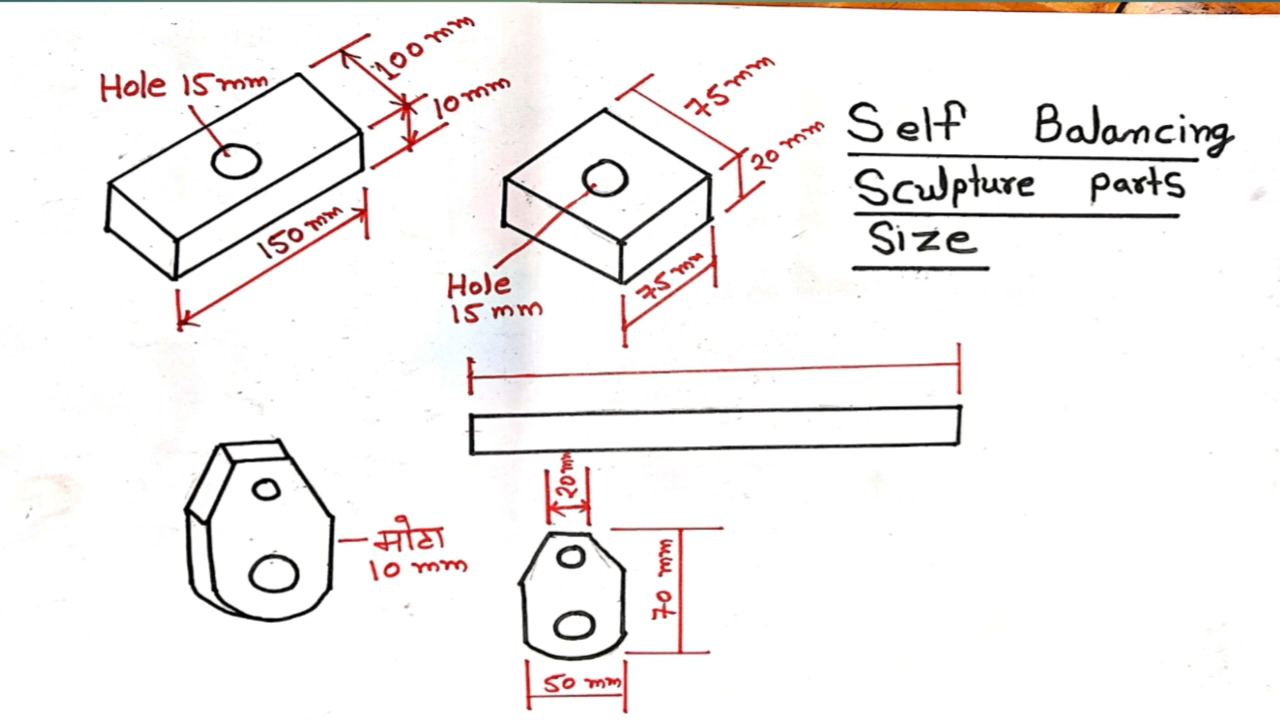 Self Balancing
Sculpture parts
Size
Hole 15mm
100mm
10mm
150mm
75mm
20mm
75mm
Hole
15mm
मोटा
10 mm
20mm
70 mm
50 mm